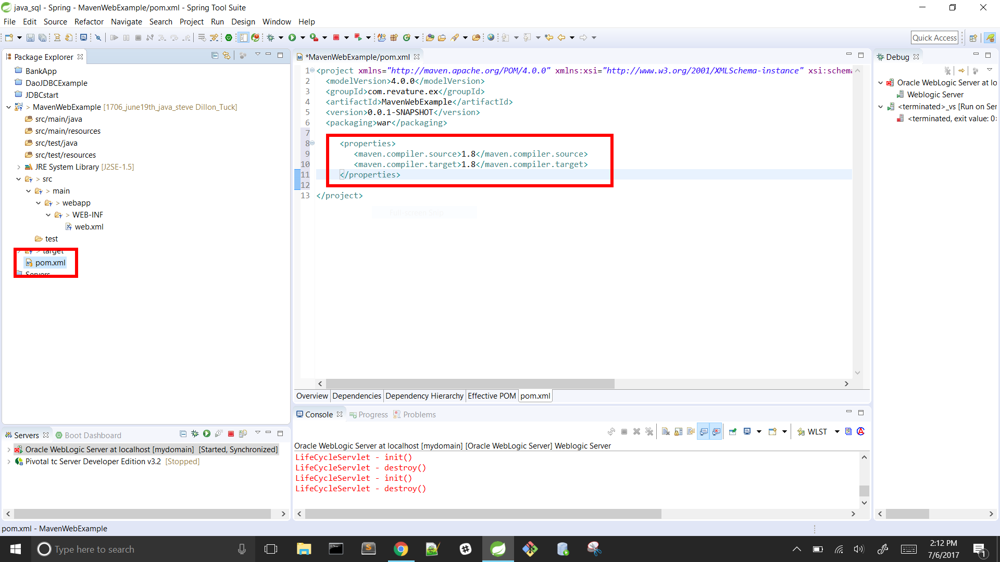 java_sql - Spring - MavenWebExample/pom.xml - Spring Tool Suite
File Edit Source Refactor Navigate Search Project Run Design Window Help
Quick Access
Package Explorer
BankApp
DaoJDBCExample
JDBCstart
> MavenWebExample [1706_june19th_java_steve Dillon_Tuck]
src/main/java
src/main/resources
src/test/java
src/test/resources
JRE System Library [J2SE-1.5]
> src
> main
> webapp
> WEB-INF
web.xml
test
> target
pom.xml
Servers
*MavenWebExample/pom.xml
1 <project xmlns="http://maven.apache.org/POM/4.0.0" xmlns:xsi="http://www.w3.org/2001/XMLSchema-instance" xsi:schema
2 <modelVersion>4.0.0</modelVersion>
3 <groupId>com.revature.ex</groupId>
4 <artifactId>MavenWebExample</artifactId>
5 <version>0.0.1-SNAPSHOT</version>
6 <packaging>war</packaging>
7
8 <properties>
9 <maven.compiler.source>1.8</maven.compiler.source>
10 <maven.compiler.target>1.8</maven.compiler.target>
11 </properties>
12
13 </project>
Full-screen Snip
Overview Dependencies Dependency Hierarchy Effective POM pom.xml
Debug
Oracle WebLogic Server at lo
Weblogic Server
<terminated>_vs [Run on Ser
<terminated, exit value: 0>
Servers Boot Dashboard
Oracle WebLogic Server at localhost [mydomain] [Started, Synchronized]
Pivotal tc Server Developer Edition v3.2 [Stopped]
Console Progress Problems
WLST
Oracle WebLogic Server at localhost [mydomain] [Oracle WebLogic Server] Weblogic Server
LifeCycleServlet - init()
LifeCycleServlet - destroy()
LifeCycleServlet - init()
LifeCycleServlet - destroy()
pom.xml - MavenWebExample
Type here to search
2:12 PM
7/6/2017
1